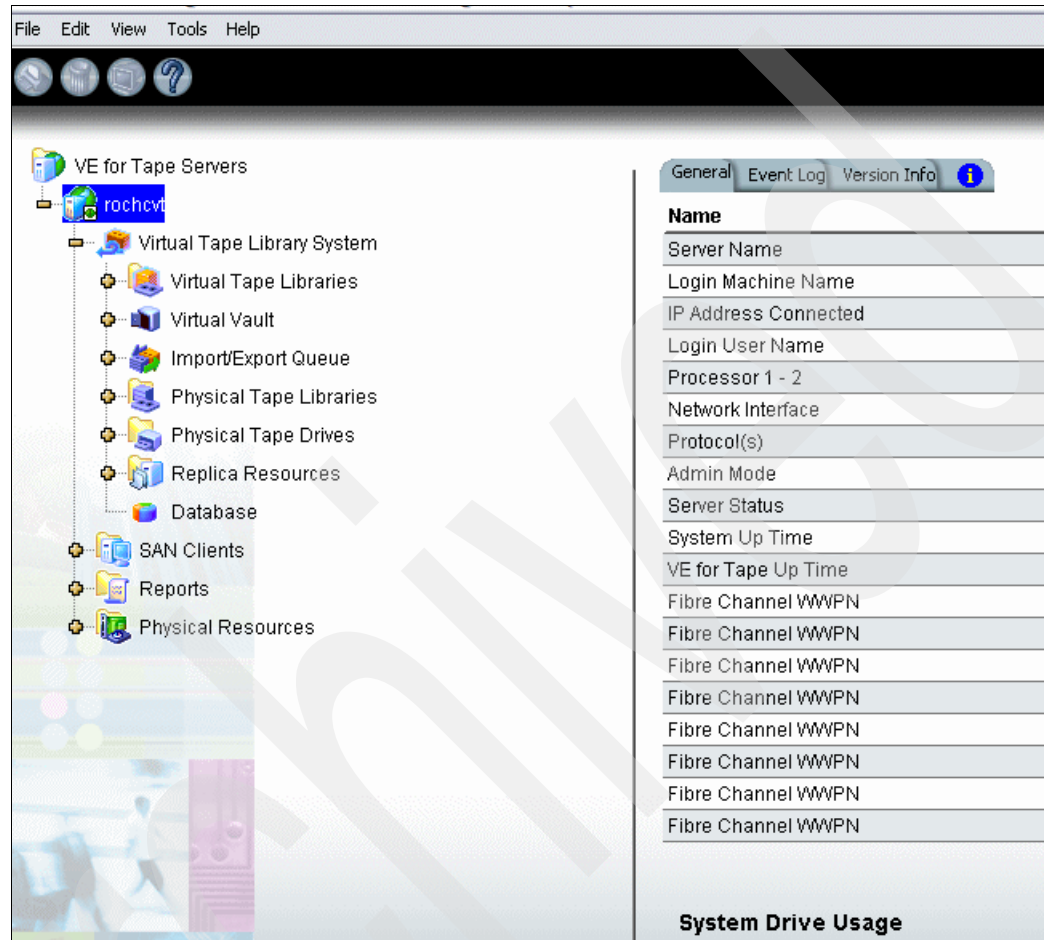 File Edit View Tools Help
VE for Tape Servers
rochcvt
Virtual Tape Library System
Virtual Tape Libraries
Virtual Vault
Import/Export Queue
Physical Tape Libraries
Physical Tape Drives
Replica Resources
Database
SAN Clients
Reports
Physical Resources
General Event Log Version Info
Name
Server Name
Login Machine Name
IP Address Connected
Login User Name
Processor 1 - 2
Network Interface
Protocol(s)
Admin Mode
Server Status
System Up Time
VE for Tape Up Time
Fibre Channel WWPN
Fibre Channel WWPN
Fibre Channel WWPN
Fibre Channel WWPN
Fibre Channel WWPN
Fibre Channel WWPN
Fibre Channel WWPN
Fibre Channel WWPN
System Drive Usage